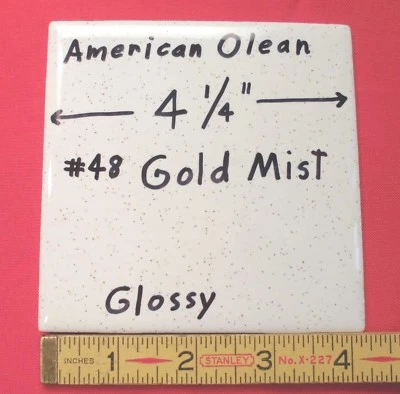 American Olean
4 1/4"
#48 Gold Mist
Glossy
INCHES 1 2 STANLEY 3 No. X-227 4